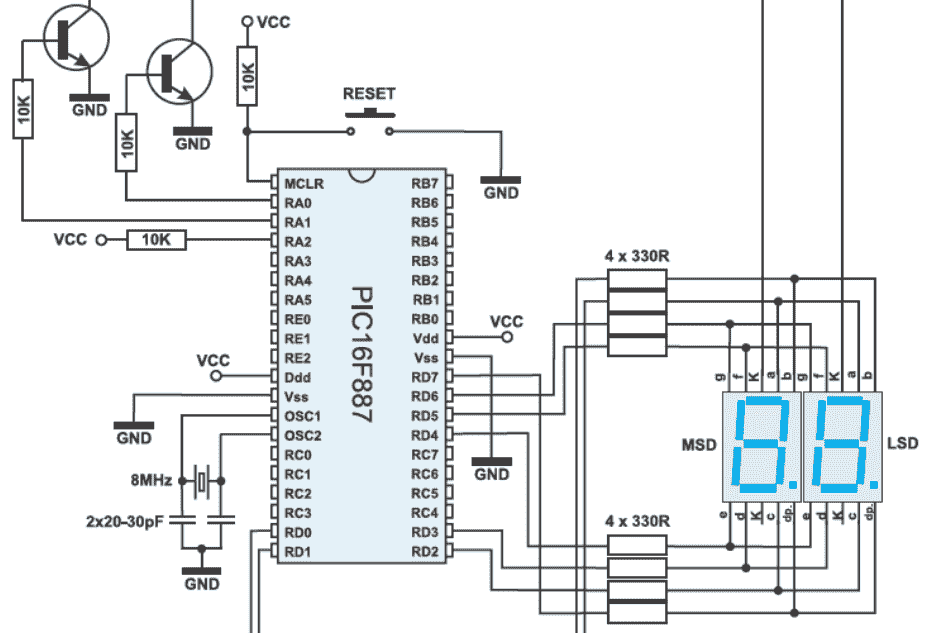 VCC
10K
GND
10K
GND
10K
RESET
GND
VCC
10K
MCLR
RA0
RA1
RA2
RA3
RA4
RA5
RE0
RE1
RE2
Ddd
Vss
OSC1
OSC2
RC0
RC1
RC2
RC3
RD0
RD1
PIC16F887
RB7
RB6
RB5
RB4
RB3
RB2
RB1
RB0
Vdd
Vss
RD7
RD6
RD5
RD4
RC7
RC6
RC5
RC4
RD3
RD2
VCC
GND
VCC
GND
8MHz
2x20-30pF
GND
4 x 330R
g f K a b g f K a b
MSD
8.
8.
LSD
e d K c dp. e d K c dp.
4 x 330R